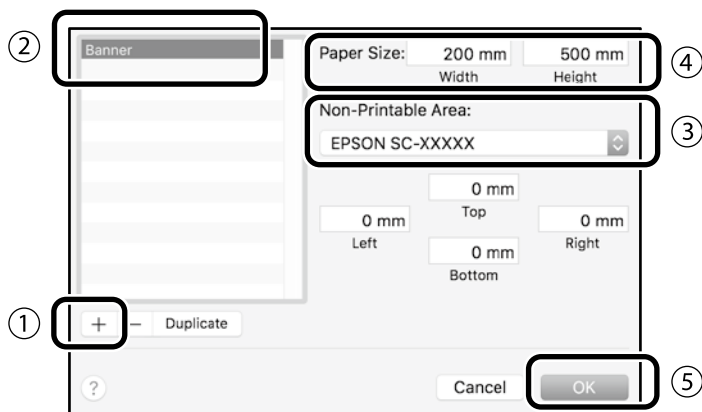 ②
Banner
Paper Size: 200 mm 500 mm
Width Height
④
Non-Printable Area:
EPSON SC-XXXXX
③
0 mm
Top
0 mm 0 mm
Left Right
0 mm
Bottom
①
+ − Duplicate
? Cancel OK
⑤